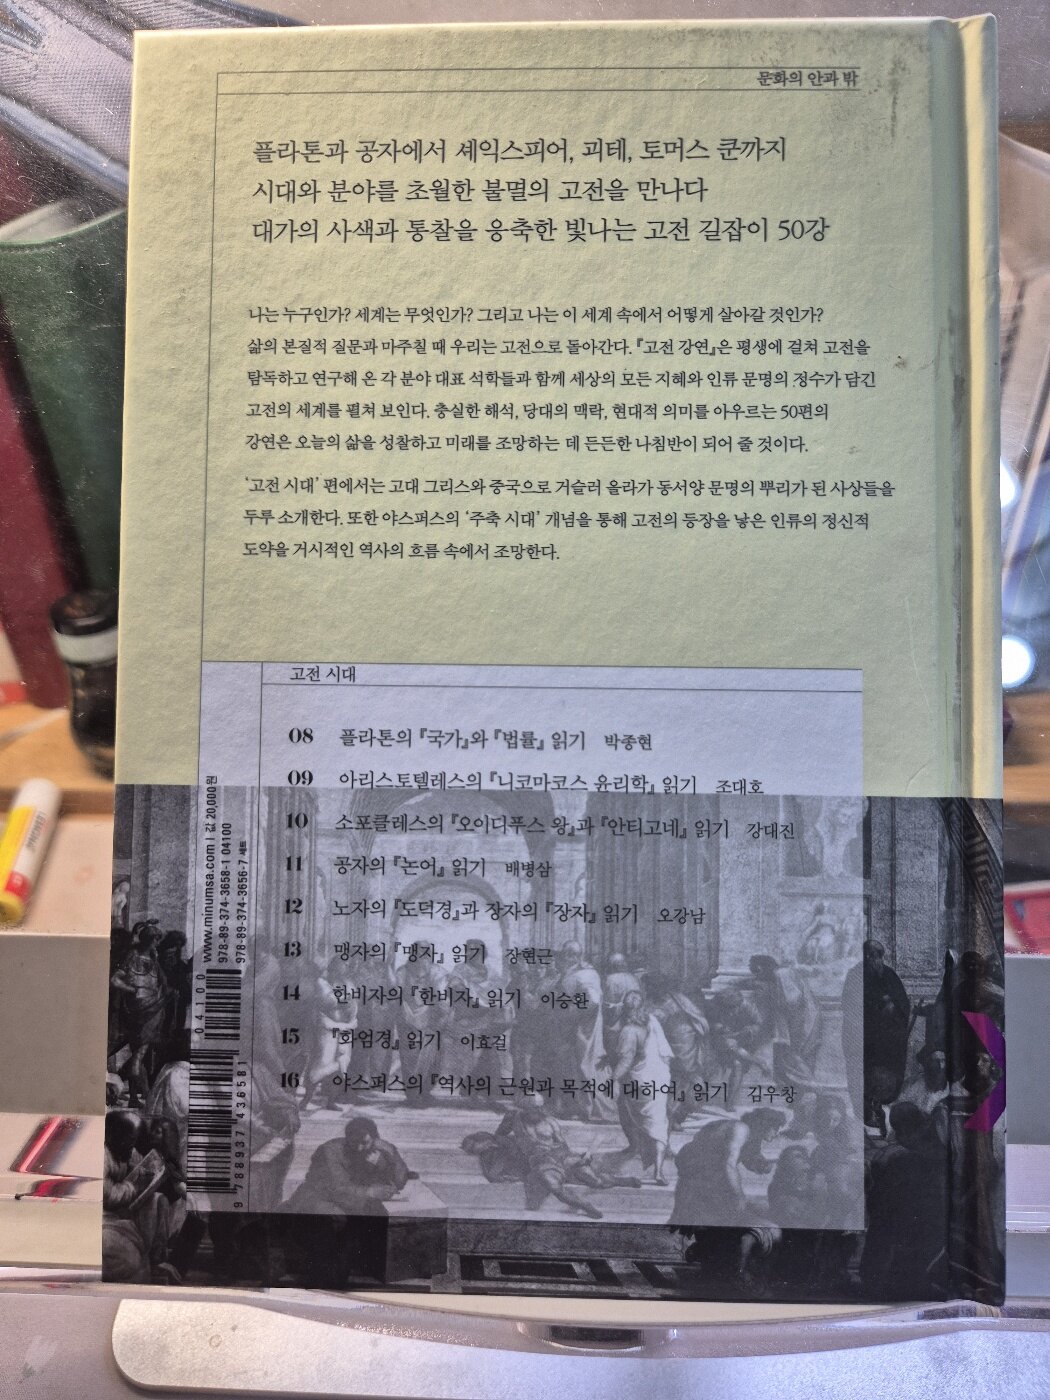 문화의 안과 밖
플라톤과 공자에서 셰익스피어, 괴테, 토머스 쿤까지
시대와 분야를 초월한 불멸의 고전을 만나다
대가의 사색과 통찰을 응축한 빛나는 고전 길잡이 50강
나는 누구인가? 세계는 무엇인가? 그리고 나는 이 세계 속에서 어떻게 살아갈 것인가?
삶의 본질적 질문과 마주칠 때 우리는 고전으로 돌아간다. 『고전 강연』은 평생에 걸쳐 고전을
탐독하고 연구해 온 각 분야 대표 석학들과 함께 세상의 모든 지혜와 인류 문명의 정수가 담긴
고전의 세계를 펼쳐 보인다. 충실한 해석, 당대의 맥락, 현대적 의미를 아우르는 50편의
강연은 오늘의 삶을 성찰하고 미래를 조망하는 데 든든한 나침반이 되어 줄 것이다.
‘고전 시대’ 편에서는 고대 그리스와 중국으로 거슬러 올라가 동서양 문명의 뿌리가 된 사상들을
두루 소개한다. 또한 야스퍼스의 ‘주축 시대’ 개념을 통해 고전의 등장을 낳은 인류의 정신적
도약을 거시적인 역사의 흐름 속에서 조망한다.
고전 시대
08 플라톤의 『국가』와 『법률』 읽기 박종현
09 아리스토텔레스의 『니코마코스 윤리학』 읽기 조대호
10 소포클레스의 『오이디푸스 왕』과 『안티고네』 읽기 강대진
11 공자의 『논어』 읽기 배병삼
12 노자의 『도덕경』과 장자의 『장자』 읽기 오강남
13 맹자의 『맹자』 읽기 장현근
14 한비자의 『한비자』 읽기 이승환
15 『화엄경』 읽기 이효걸
16 야스퍼스의 『역사의 근원과 목적에 대하여』 읽기 김우창
www.minumsa.com | 값 20,000원
978-89-374-3658-1 04100
978-89-374-3656-7 세트
04100
9 788937 436581